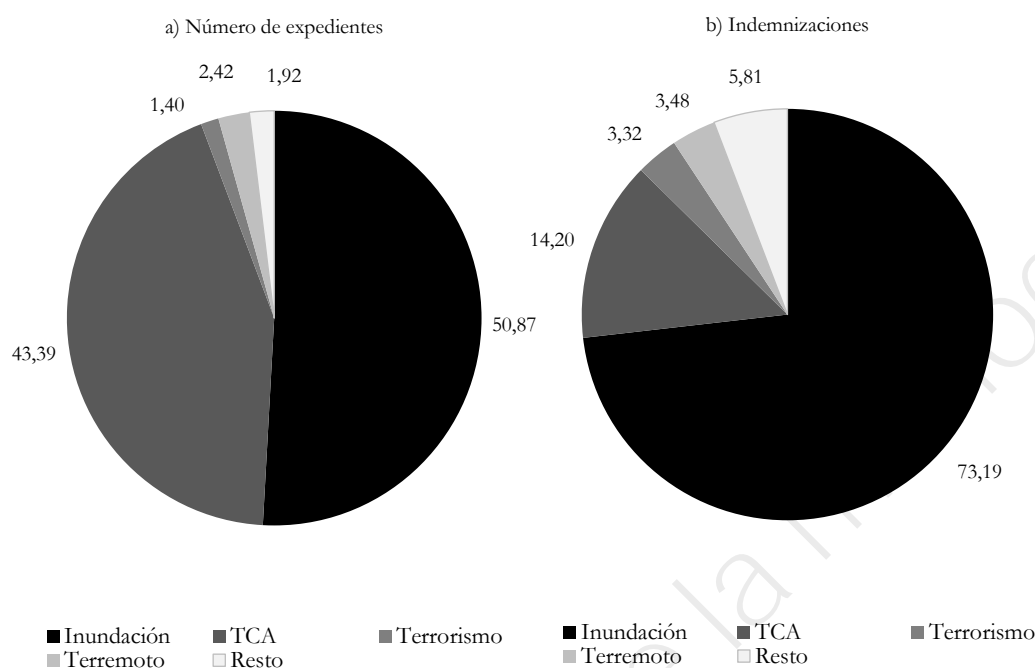 a) Número de expedientes
1,92
2,42
1,40
50,87
43,39
Inundación TCA Terrorismo
Terremoto Resto
b) Indemnizaciones
5,81
3,48
3,32
14,20
73,19
Inundación TCA Terrorismo
Terremoto Resto